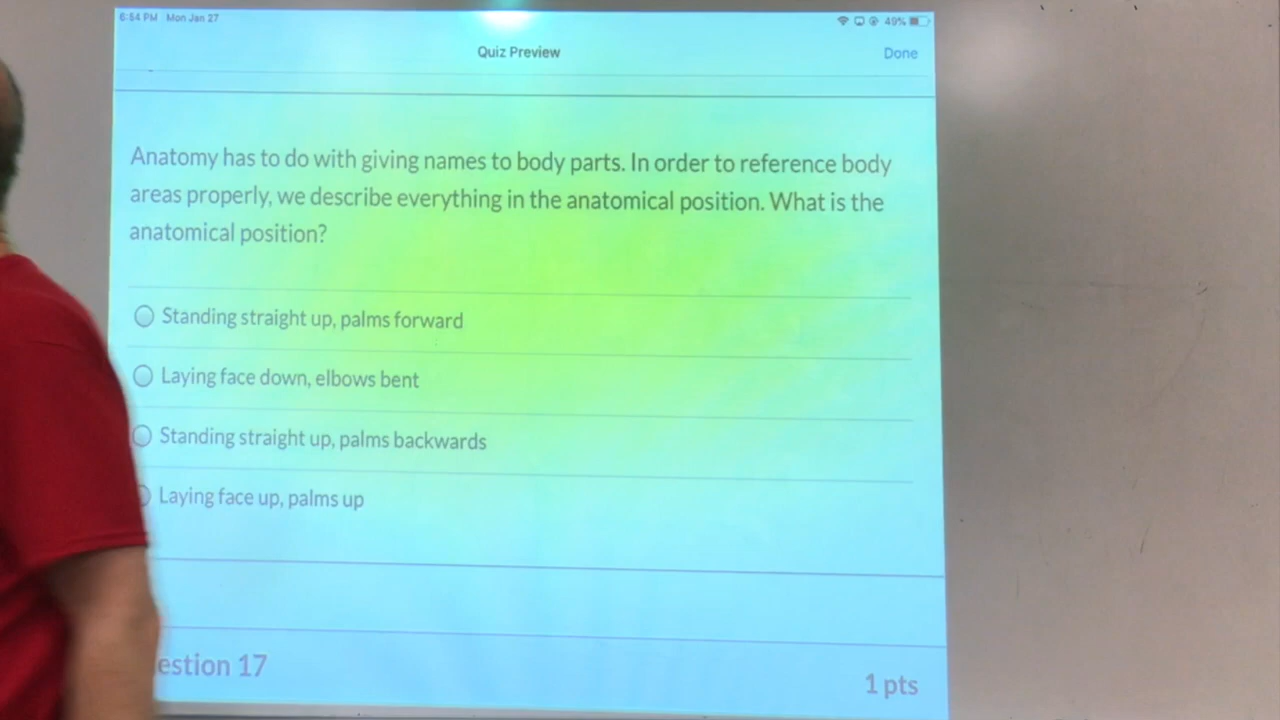 6:54 PM Mon Jan 27
49%
Quiz Preview
Done
Anatomy has to do with giving names to body parts. In order to reference body
areas properly, we describe everything in the anatomical position. What is the
anatomical position?
Standing straight up, palms forward
Laying face down, elbows bent
Standing straight up, palms backwards
Laying face up, palms up
estion 17
1 pts